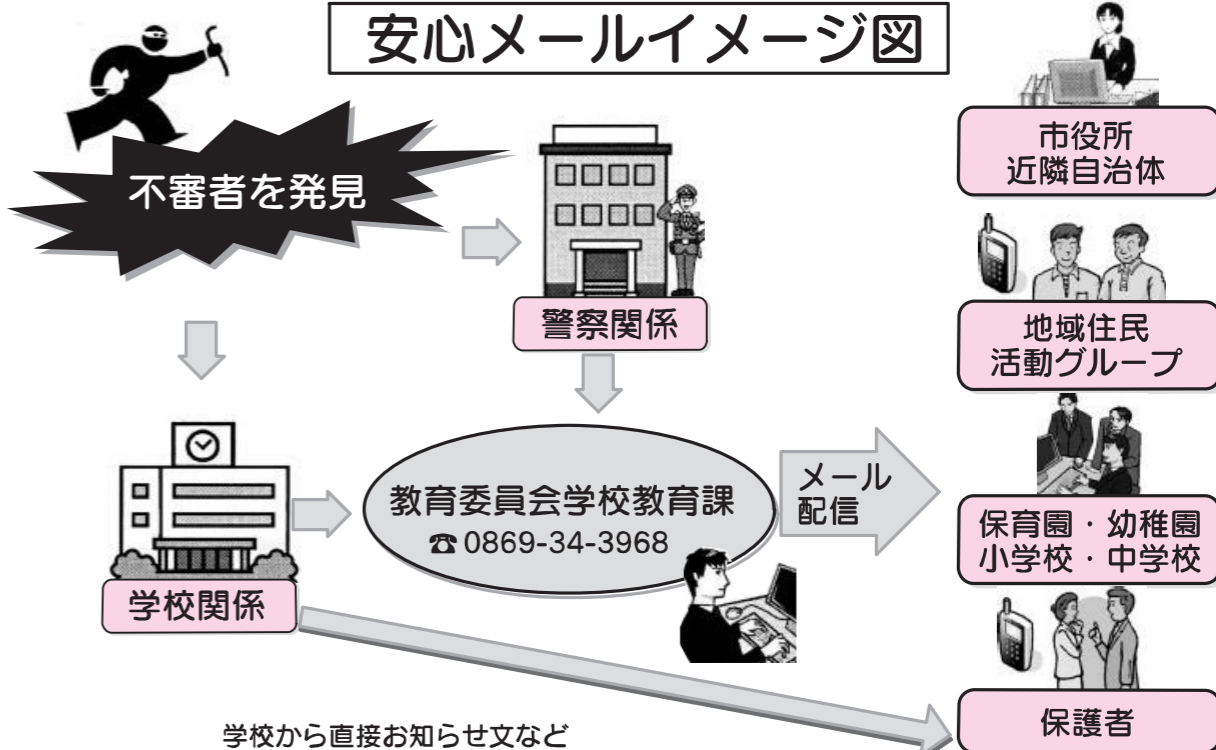 安心メールイメージ図
不審者を発見
警察関係
学校関係
教育委員会学校教育課
☎0869-34-3968
メール
配信
市役所
近隣自治体
地域住民
活動グループ
保育園・幼稚園
小学校・中学校
保護者
学校から直接お知らせ文など